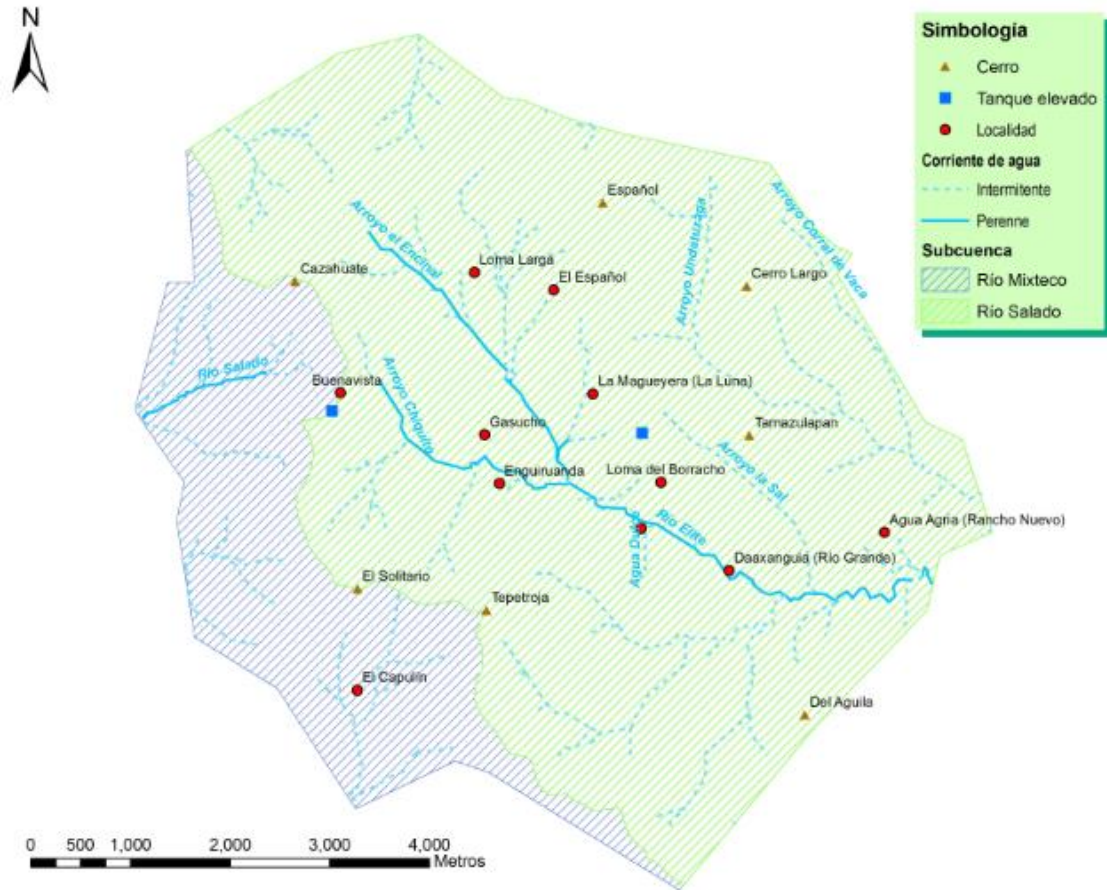 N
Simbología
Cerro
Tanque elevado
Localidad
Corriente de agua
Intermitente
Perenne
Subcuenca
Río Mixteco
Río Salado
Español
Arroyo el Encinal
Loma Larga
El Español
Arroyo Undaturaga
Arroyo Corral de Vaca
Cazahuate
Cerro Largo
Río Salado
Buenavista
Arroyo Chiquito
La Magueyera (La Luna)
Gasucho
Tamazulapan
Arroyo la Sal
Enguiruanda
Loma del Borracho
Río Elite
Agua
Agua Agria (Rancho Nuevo)
Daaxanguia (Río Grande)
El Solitario
Tepetroja
El Capulín
Del Aguila
0 500 1,000 2,000 3,000 4,000
Metros